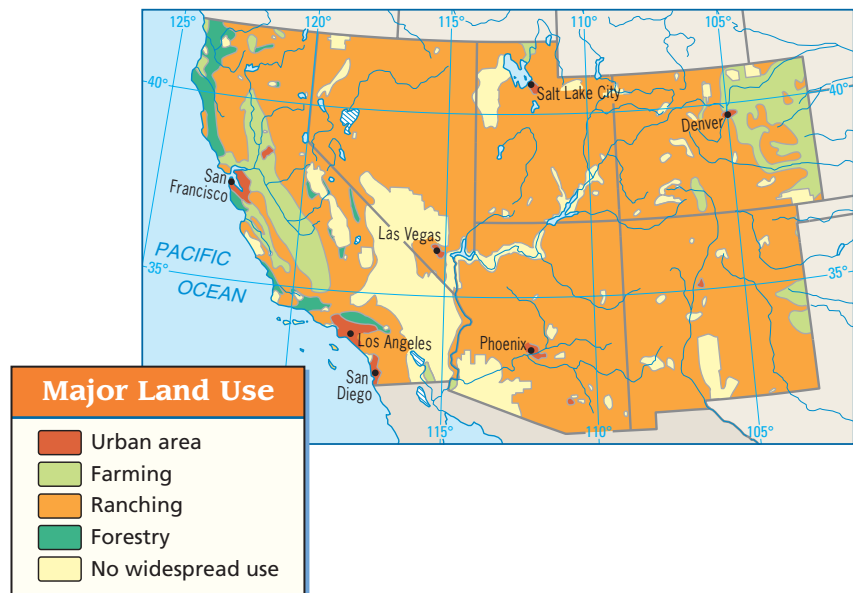 125°
120°
115°
110°
105°
40°
40°
Salt Lake City
Denver
San
Francisco
Las Vegas
PACIFIC
OCEAN
35°
35°
Los Angeles
Phoenix
San
Diego
115°
110°
105°
Major Land Use
Urban area
Farming
Ranching
Forestry
No widespread use